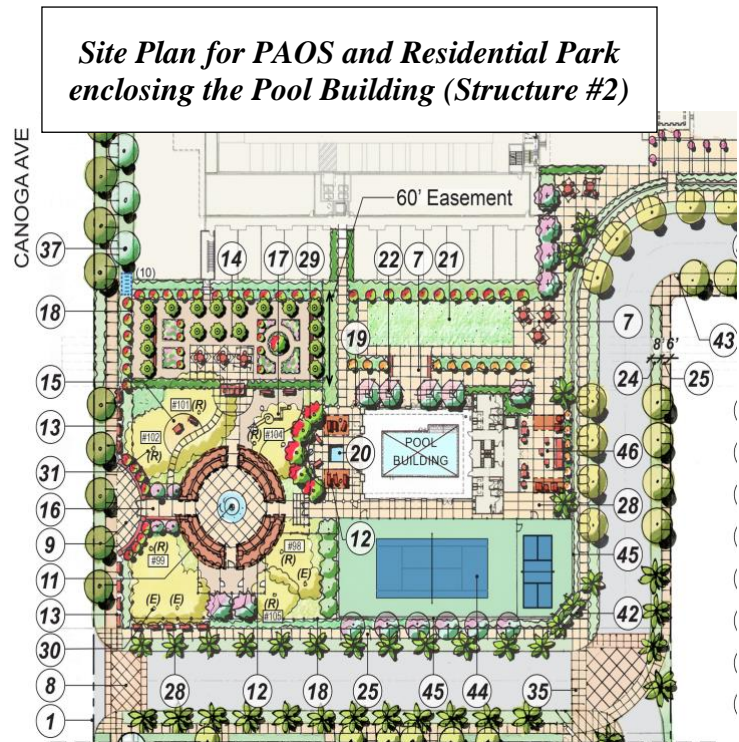 Site Plan for PAOS and Residential Park
enclosing the Pool Building (Structure #2)
CANOGA AVE
60' Easement
37
(10)
14
17
29
22
7
21
18
7
43
19
8' 6'
24
25
15
#101
(R)
13
#102
(R)
#104
(R)
46
31
20
POOL
BUILDING
16
28
12
9
(R)
#99
#98
(R)
(E)
45
11
(E)
(E)
(R)
#105
13
42
30
8
28
12
18
25
45
44
35
1